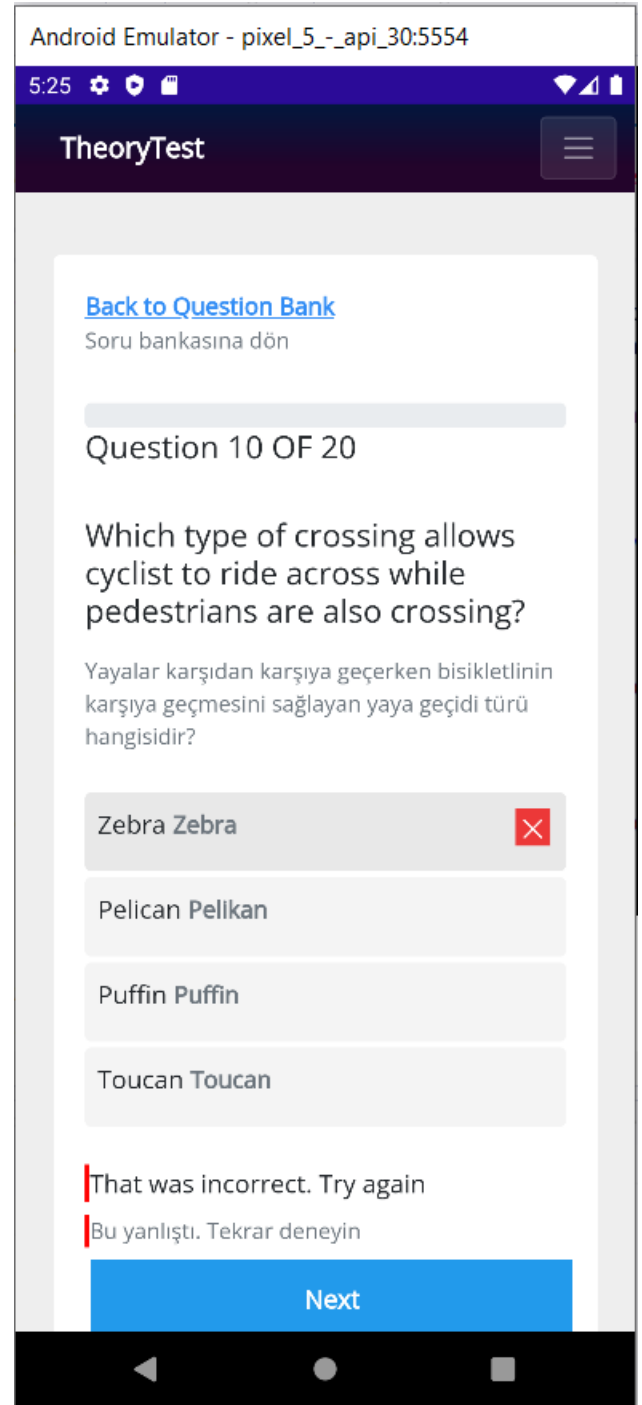 Android Emulator - pixel_5_-_api_30:5554
5:25
TheoryTest
Back to Question Bank
Soru bankasına dön
Question 10 OF 20
Which type of crossing allows
cyclist to ride across while
pedestrians are also crossing?
Yayalar karşıdan karşıya geçerken bisikletlinin
karşıya geçmesini sağlayan yaya geçidi türü
hangisidir?
Zebra Zebra
Pelican Pelikan
Puffin Puffin
Toucan Toucan
That was incorrect. Try again
Bu yanlıştı. Tekrar deneyin
Next